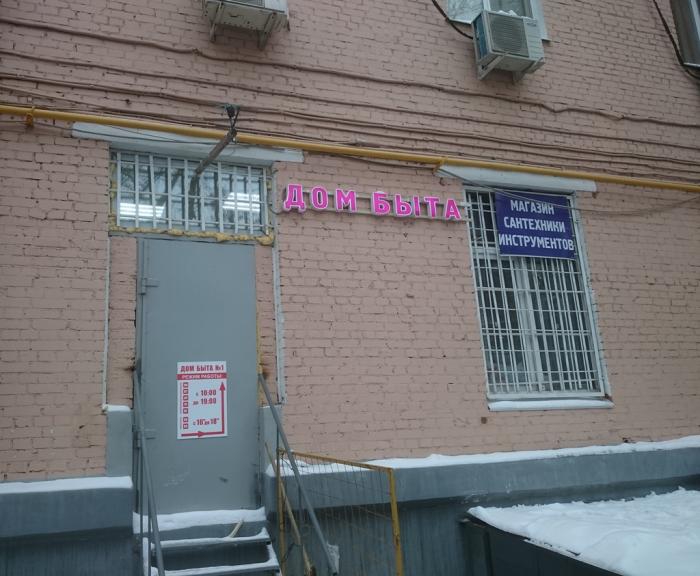 ДОМ БЫТА
МАГАЗИН
САНТЕХНИКИ
ИНСТРУМЕНТОВ
ДОМ БЫТА №1
РЕЖИМ РАБОТЫ:
с 10:00
до 19:00